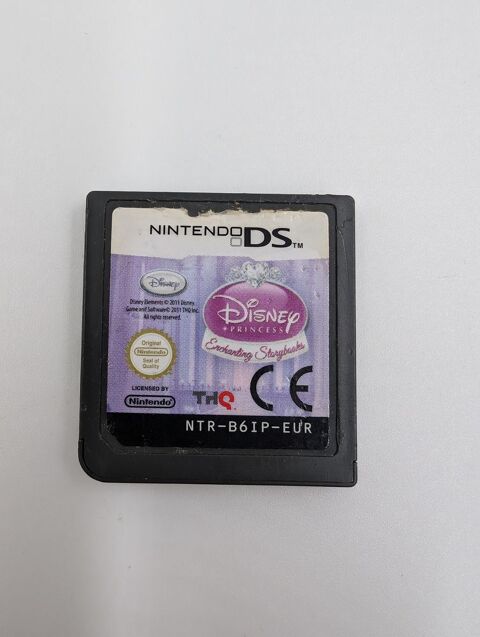 NINTENDO DS TM
Disney
Disney Elements © 2011 Disney.
Game and Software© 2011 THQ Inc.
All rights reserved.
DISNEY
PRINCESS
Enchanting Storybooks
Original
Nintendo
Seal of
Quality
LICENSED BY
Nintendo
THQ
CE
NTR-B6IP-EUR